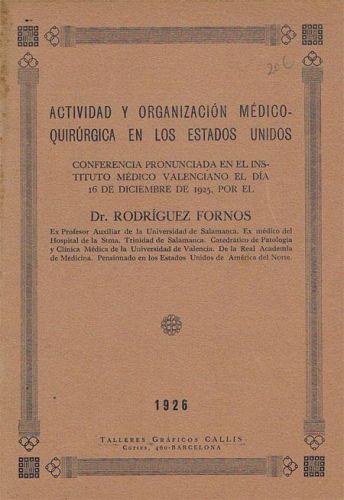 20€
ACTIVIDAD Y ORGANIZACIÓN MÉDICO-
QUIRÚRGICA EN LOS ESTADOS UNIDOS
CONFERENCIA PRONUNCIADA EN EL INS-
TITUTO MÉDICO VALENCIANO EL DÍA
16 DE DICIEMBRE DE 1925, POR EL
Dr. RODRÍGUEZ FORNOS
Ex Profesor Auxiliar de la Universidad de Salamanca. Ex médico del
Hospital de la Stma. Trinidad de Salamanca. Catedrático de Patología
y Clínica Médica de la Universidad de Valencia. De la Real Academia
de Medicina. Pensionado en los Estados Unidos de América del Norte.
1926
TALLERES GRÁFICOS CALLÍS
CORTES, 480-BARCELONA